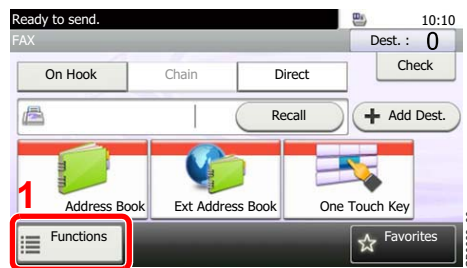 Ready to send.
10:10
FAX
Dest. :
0
On Hook
Chain
Direct
Check
Recall
Add Dest.
1
Address Book
Ext Address Book
One Touch Key
Functions
Favorites